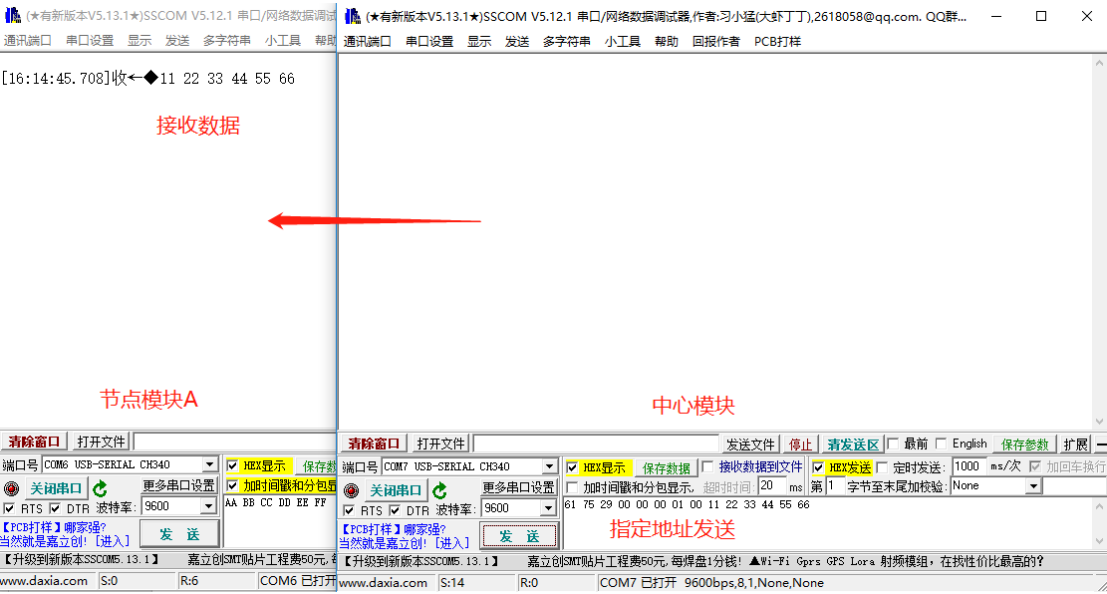 (★有新版本V5.13.1★)SSCOM V5.12.1 串口/网络数据调试
通讯端口 串口设置 显示 发送 多字符串 小工具 帮助
[16:14:45.708]收←◆11 22 33 44 55 66
接收数据
节点模块A
清除窗口 打开文件
端口号 COM6 USB-SERIAL CH340 HEX显示 保存数
关闭串口 更多串口设置 加时间戳和分包显
RTS DTR 波特率: 9600 AA BB CC DD EE FF
【PCB打样】哪家强?
当然就是嘉立创! [进入] 发 送
【升级到新版本SSCOM5.13.1】 嘉立创SMT贴片工程费50元,
www.daxia.com S:0 R:6 COM6 已打开
(★有新版本V5.13.1★)SSCOM V5.12.1 串口/网络数据调试器,作者:习小猛(大虾丁丁),2618058@qq.com. QQ群...
通讯端口 串口设置 显示 发送 多字符串 小工具 帮助 回报作者 PCB打样
中心模块
清除窗口 打开文件 发送文件 停止 清发送区 最前 English 保存参数 扩展
端口号 COM7 USB-SERIAL CH340 HEX显示 保存数据 接收数据到文件 HEX发送 定时发送: 1000 ms/次 加回车换行
关闭串口 更多串口设置 加时间戳和分包显示, 超时时间: 20 ms 第 1 字节至末尾加校验: None
RTS DTR 波特率: 9600 61 75 29 00 00 00 01 00 11 22 33 44 55 66
【PCB打样】哪家强?
当然就是嘉立创! [进入] 发 送 指定地址发送
【升级到新版本SSCOM5.13.1】 嘉立创SMT贴片工程费50元,每焊盘1分钱! ▲Wi-Fi Gprs GPS Lora 射频模组，在找性价比最高的?
www.daxia.com S:14 R:0 COM7 已打开 9600bps,8,1,None,None